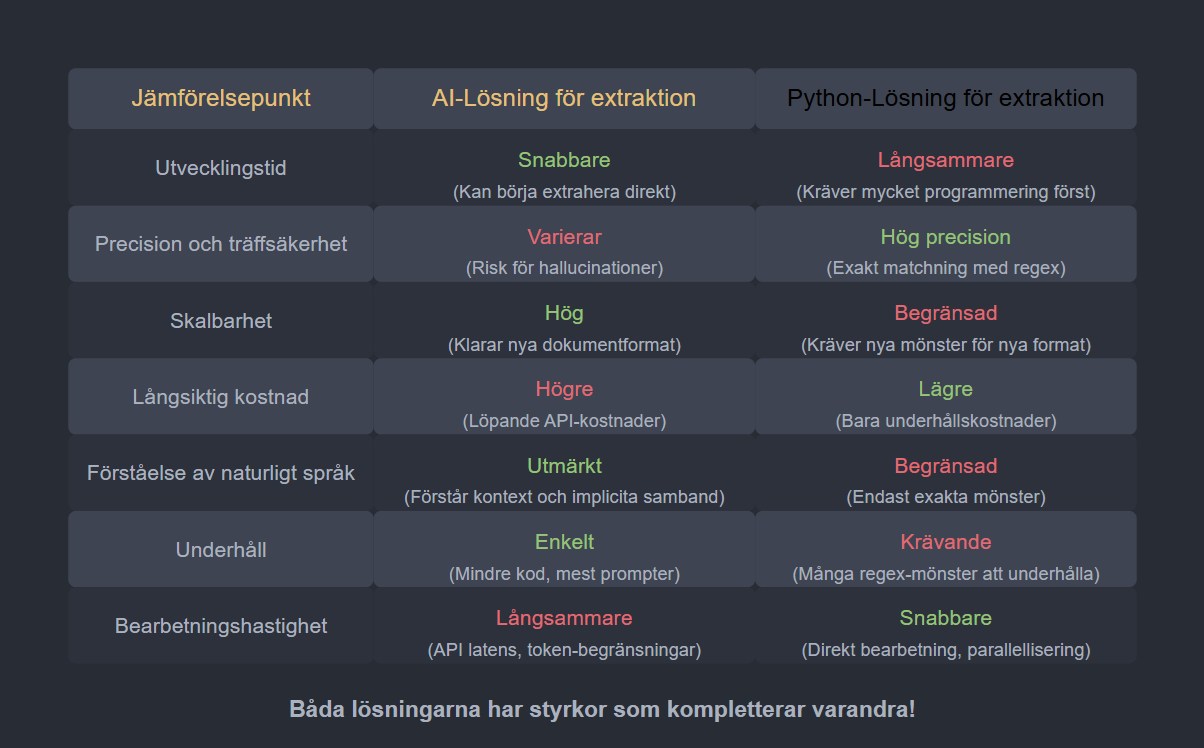 Jämförelsepunkt
AI-Lösning för extraktion
Python-Lösning för extraktion
Utvecklingstid
Snabbare
(Kan börja extrahera direkt)
Långsammare
(Kräver mycket programmering först)
Precision och träffsäkerhet
Varierar
(Risk för hallucinationer)
Hög precision
(Exakt matchning med regex)
Skalbarhet
Hög
(Klarar nya dokumentformat)
Begränsad
(Kräver nya mönster för nya format)
Långsiktig kostnad
Högre
(Löpande API-kostnader)
Lägre
(Bara underhållskostnader)
Förståelse av naturligt språk
Utmärkt
(Förstår kontext och implicita samband)
Begränsad
(Endast exakta mönster)
Underhåll
Enkelt
(Mindre kod, mest prompter)
Krävande
(Många regex-mönster att underhålla)
Bearbetningshastighet
Långsammare
(API latens, token-begränsningar)
Snabbare
(Direkt bearbetning, parallellisering)
Båda lösningarna har styrkor som kompletterar varandra!